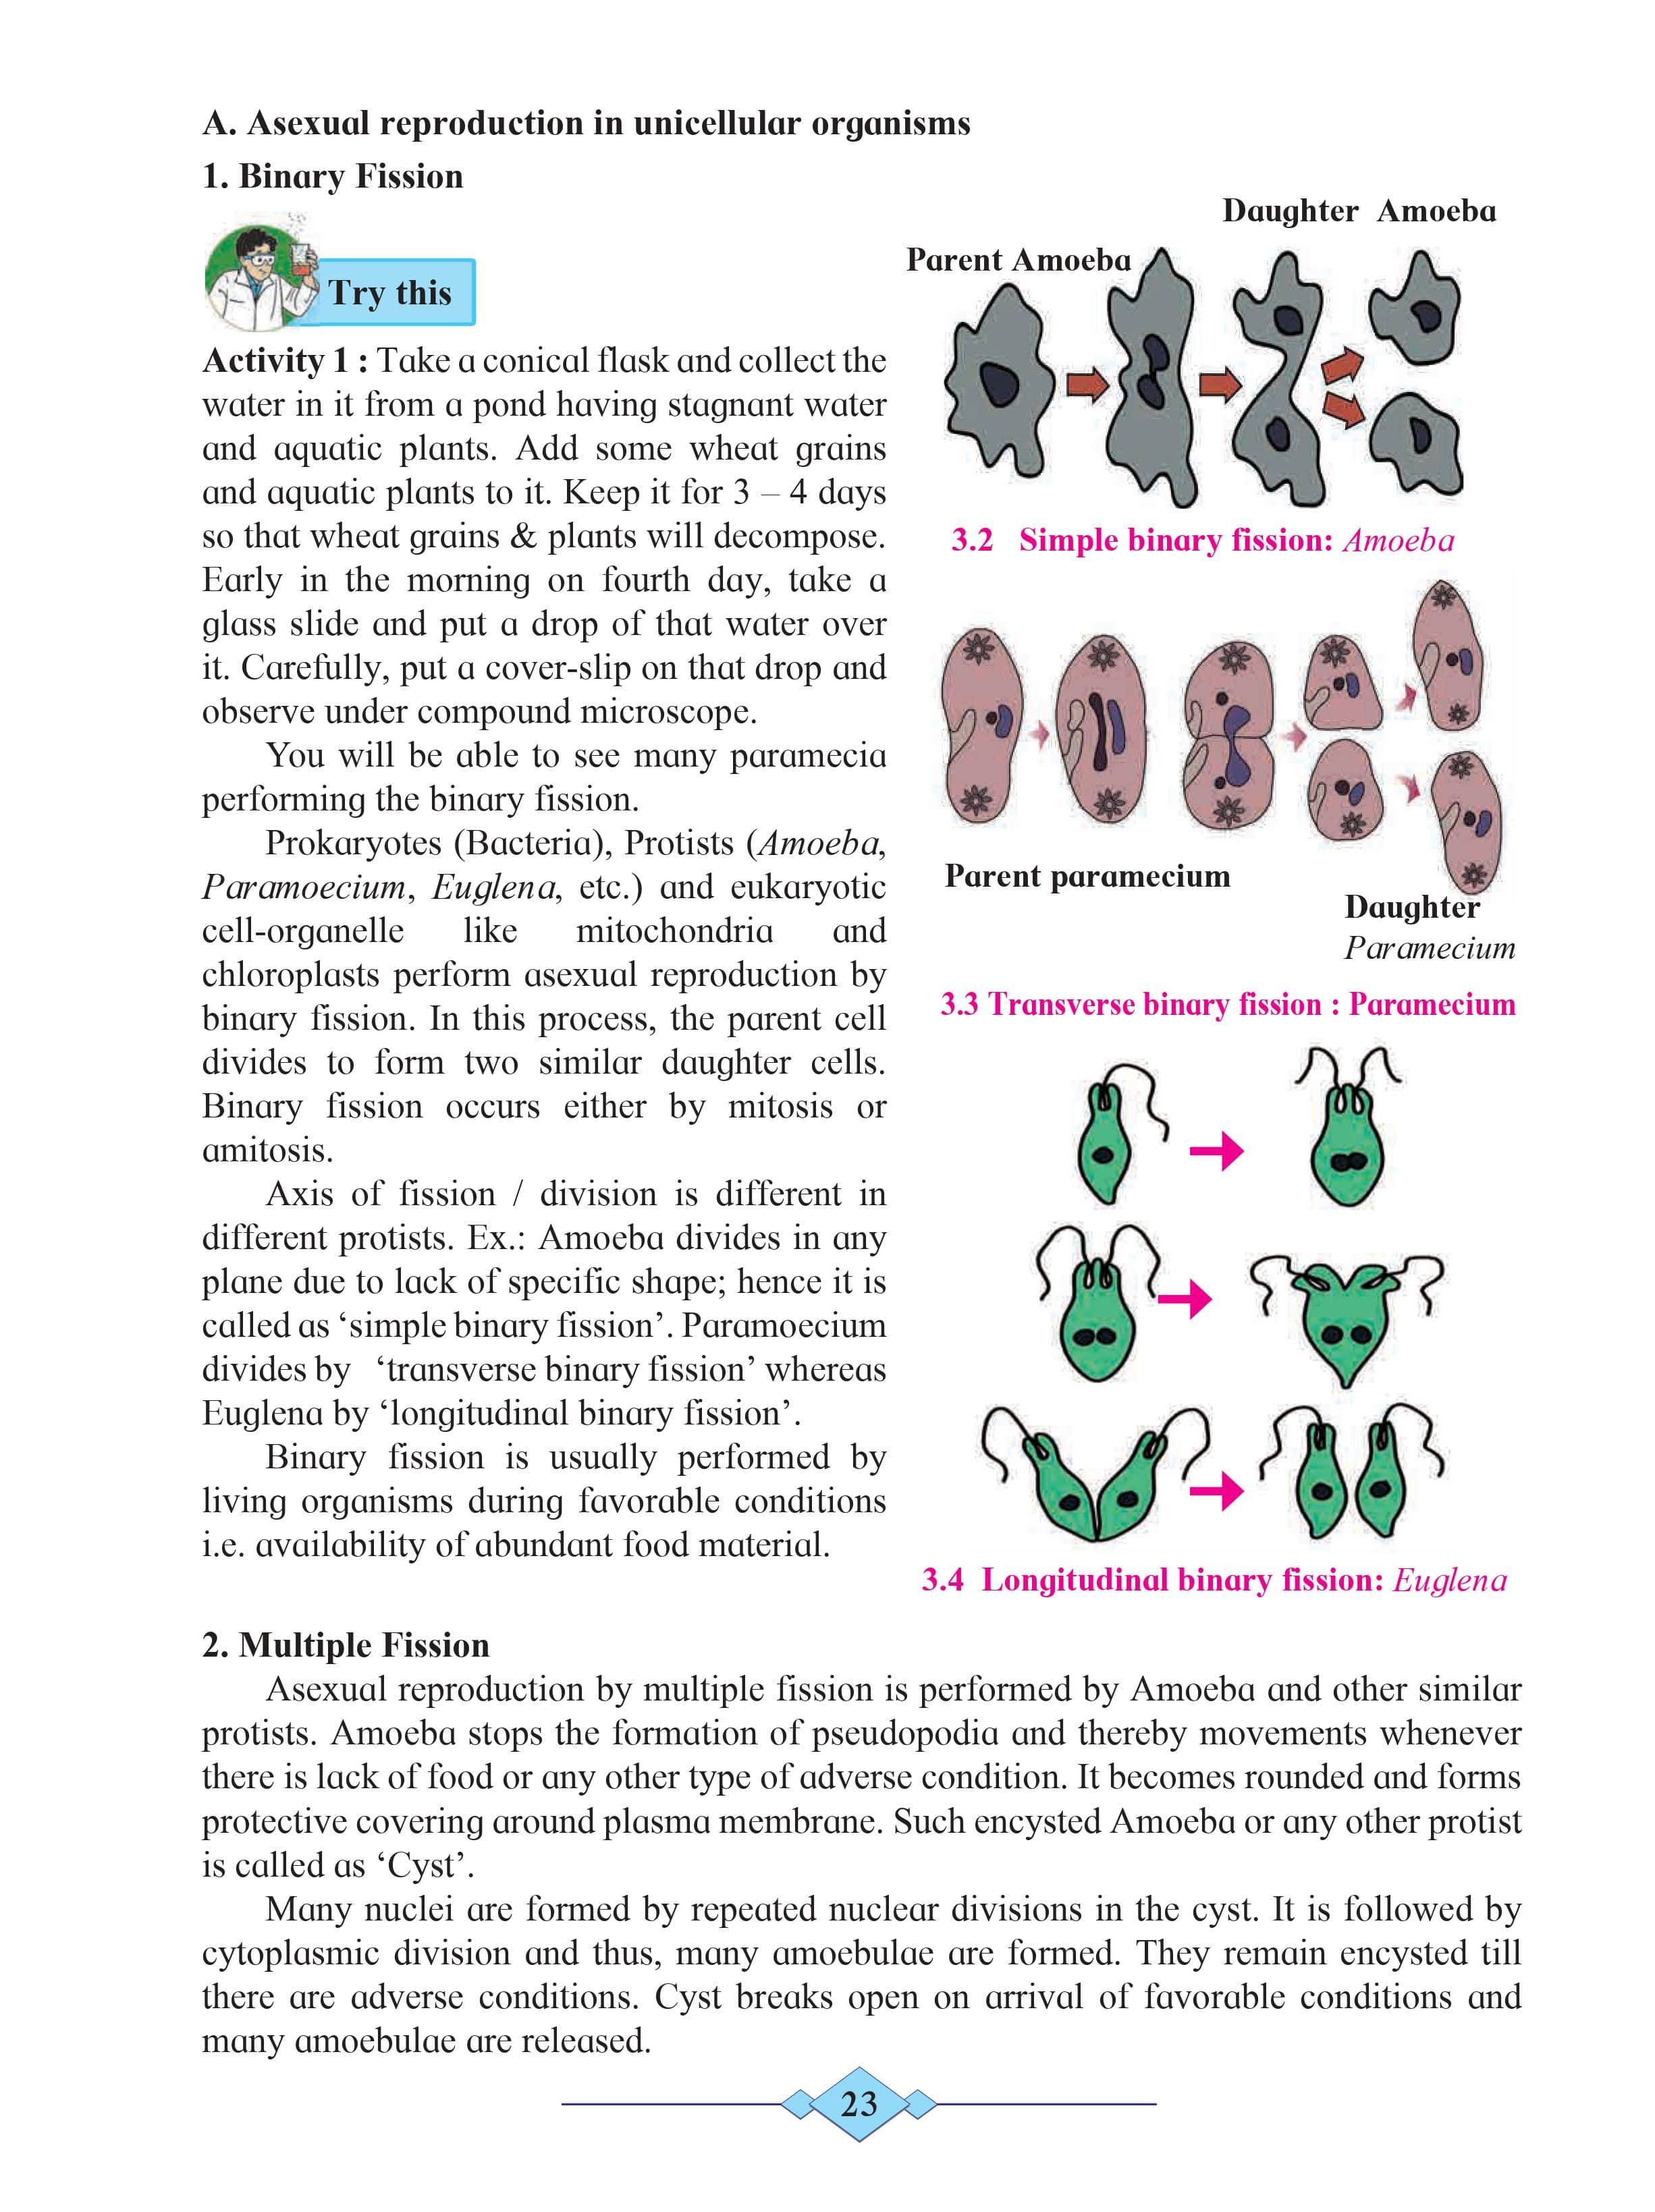 A. Asexual reproduction in unicellular organisms
1. Binary Fission
Try this
Activity 1 : Take a conical flask and collect the
water in it from a pond having stagnant water
and aquatic plants. Add some wheat grains
and aquatic plants to it. Keep it for 3 – 4 days
so that wheat grains & plants will decompose.
Early in the morning on fourth day, take a
glass slide and put a drop of that water over
it. Carefully, put a cover-slip on that drop and
observe under compound microscope.
You will be able to see many paramecia
performing the binary fission.
Prokaryotes (Bacteria), Protists (Amoeba,
Paramoecium, Euglena, etc.) and eukaryotic
cell-organelle like mitochondria and
chloroplasts perform asexual reproduction by
binary fission. In this process, the parent cell
divides to form two similar daughter cells.
Binary fission occurs either by mitosis or
amitosis.
Axis of fission / division is different in
different protists. Ex.: Amoeba divides in any
plane due to lack of specific shape; hence it is
called as ‘simple binary fission’. Paramoecium
divides by ‘transverse binary fission’ whereas
Euglena by ‘longitudinal binary fission’.
Binary fission is usually performed by
living organisms during favorable conditions
i.e. availability of abundant food material.
Daughter Amoeba
Parent Amoeba
3.2 Simple binary fission: Amoeba
Parent paramecium
Daughter
Paramecium
3.3 Transverse binary fission : Paramecium
3.4 Longitudinal binary fission: Euglena
2. Multiple Fission
Asexual reproduction by multiple fission is performed by Amoeba and other similar
protists. Amoeba stops the formation of pseudopodia and thereby movements whenever
there is lack of food or any other type of adverse condition. It becomes rounded and forms
protective covering around plasma membrane. Such encysted Amoeba or any other protist
is called as ‘Cyst’.
Many nuclei are formed by repeated nuclear divisions in the cyst. It is followed by
cytoplasmic division and thus, many amoebulae are formed. They remain encysted till
there are adverse conditions. Cyst breaks open on arrival of favorable conditions and
many amoebulae are released.
23